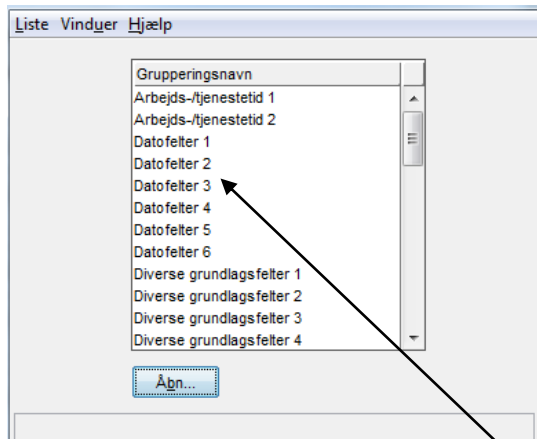 Liste Vinduer Hjælp
Grupperingsnavn
Arbejds-/tjenestetid 1
Arbejds-/tjenestetid 2
Datofelter 1
Datofelter 2
Datofelter 3
Datofelter 4
Datofelter 5
Datofelter 6
Diverse grundlagsfelter 1
Diverse grundlagsfelter 2
Diverse grundlagsfelter 3
Diverse grundlagsfelter 4
Åbn...